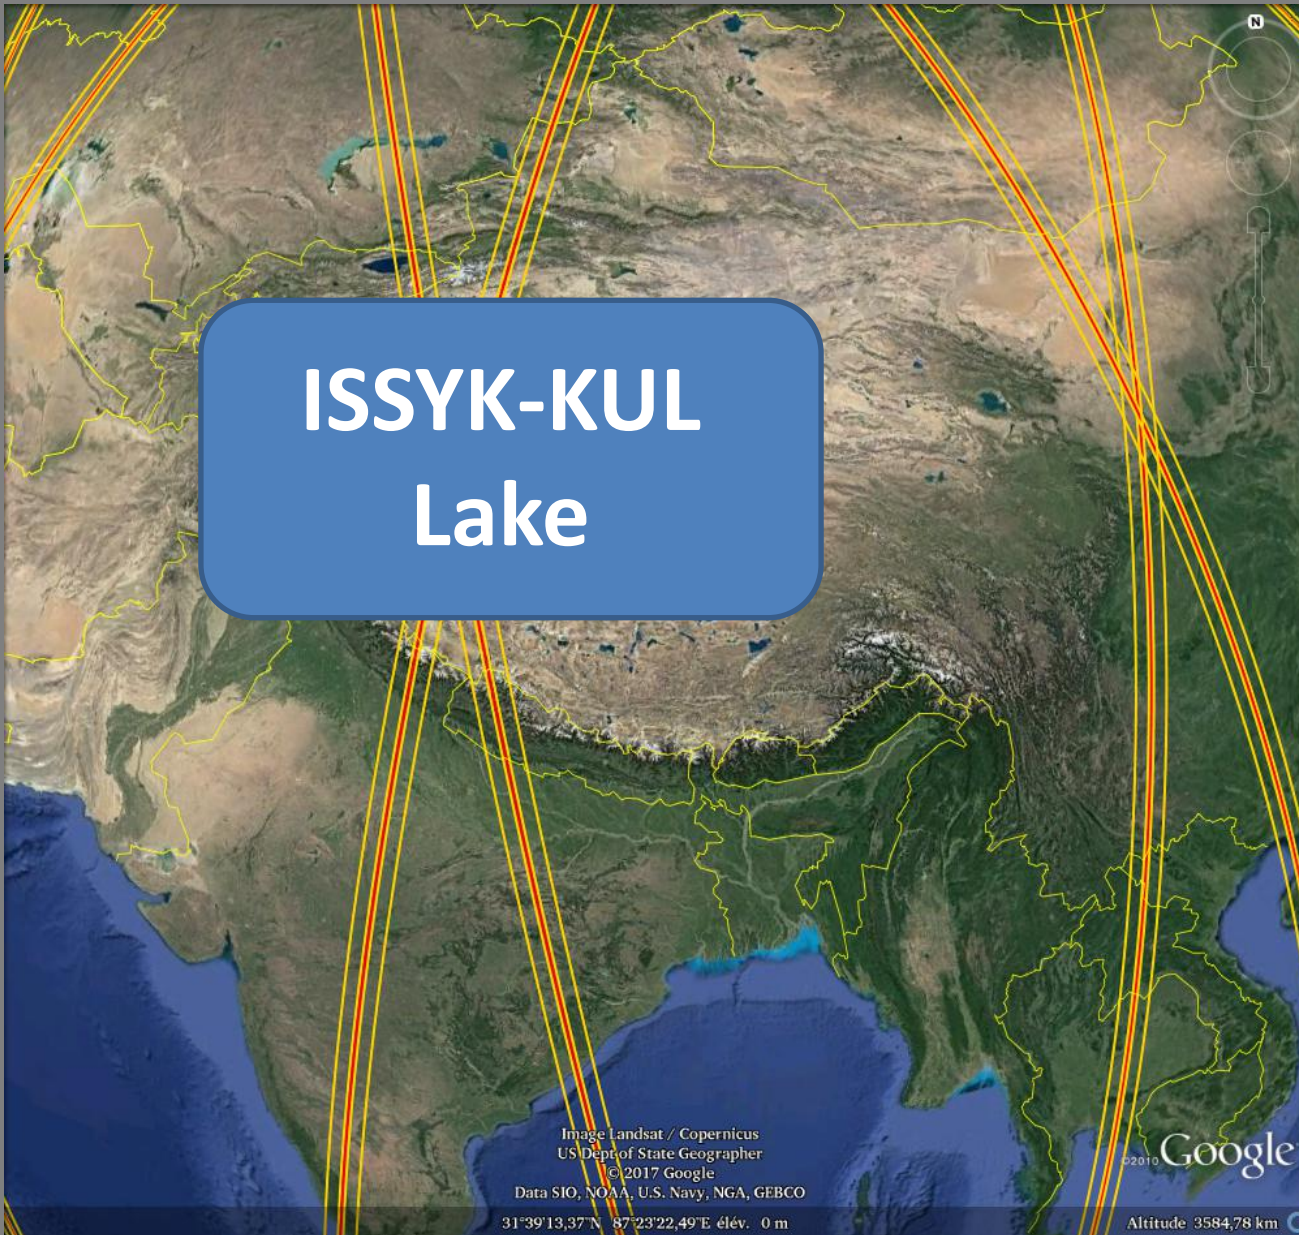 N
ISSYK-KUL
Lake
Image Landsat / Copernicus
US Dept of State Geographer
© 2017 Google
Data SIO, NOAA, U.S. Navy, NGA, GEBCO
©2010 Google
31°39'13,37"N 87°23'22,49"E élév. 0 m
Altitude 3584,78 km